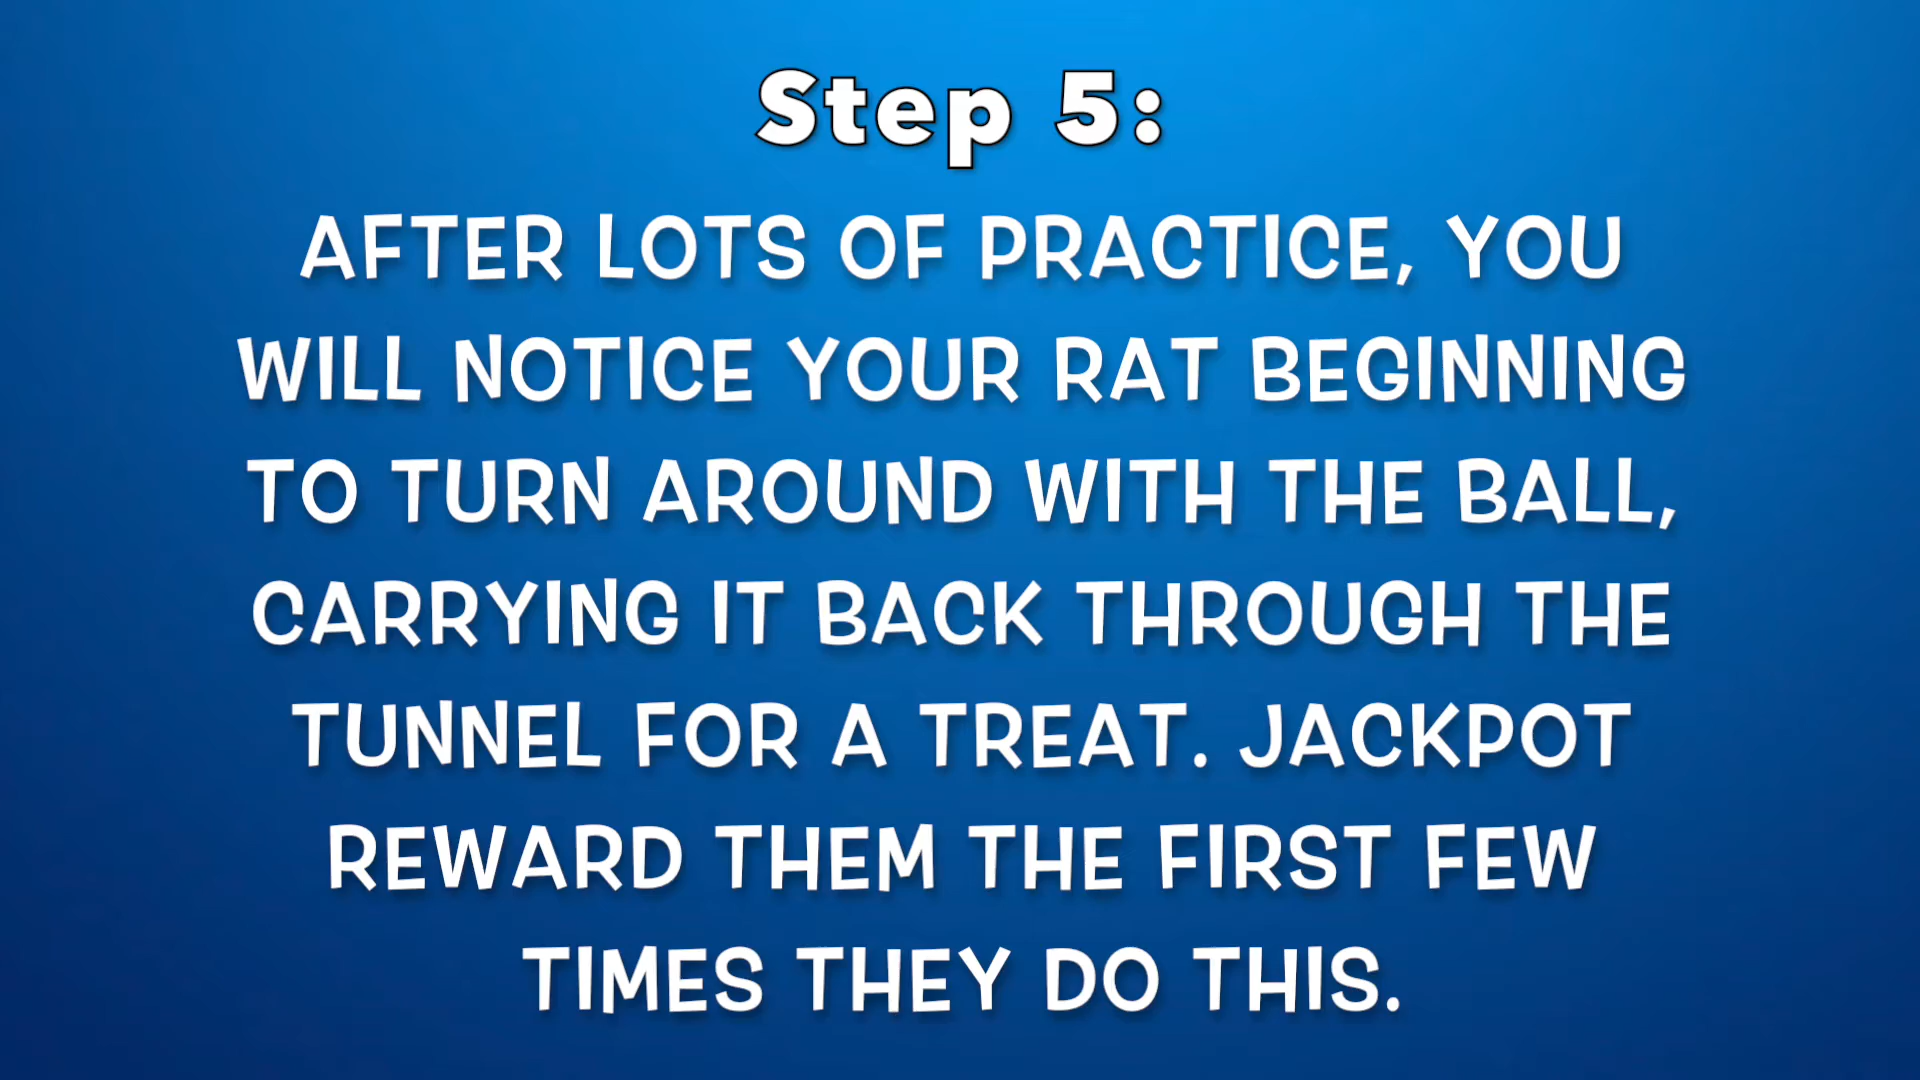 Step 5:
AFTER LOTS OF PRACTICE, YOU
WILL NOTICE YOUR RAT BEGINNING
TO TURN AROUND WITH THE BALL,
CARRYING IT BACK THROUGH THE
TUNNEL FOR A TREAT. JACKPOT
REWARD THEM THE FIRST FEW
TIMES THEY DO THIS.